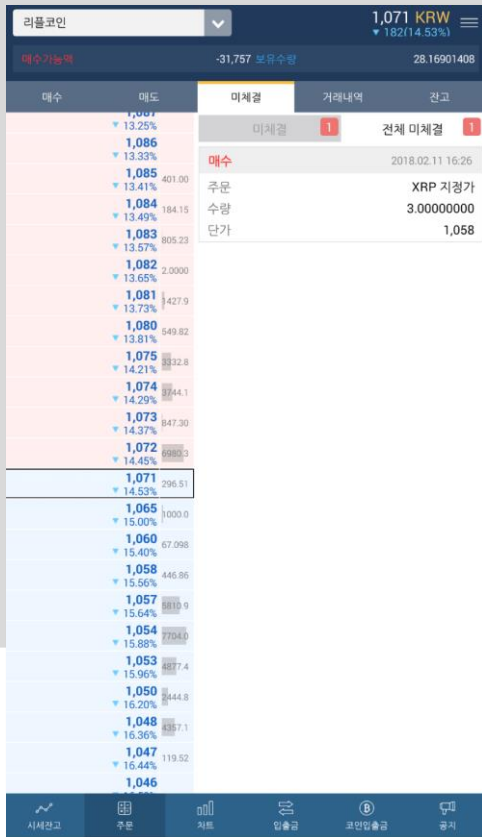 리플코인
1,071 KRW
▼ 182(14.53%)
매수가능액 -31,757 보유수량 28.16901408
매수 매도 미체결 거래내역 잔고
1,087
▼ 13.25%
1,086
▼ 13.33%
1,085
▼ 13.41% 401.00
1,084
▼ 13.49% 184.15
1,083
▼ 13.57% 805.23
1,082
▼ 13.65% 2.0000
1,081
▼ 13.73% 1427.9
1,080
▼ 13.81% 549.82
1,075
▼ 14.21% 3332.8
1,074
▼ 14.29% 3744.1
1,073
▼ 14.37% 847.30
1,072
▼ 14.45% 6980.3
1,071
▼ 14.53% 296.51
1,065
▼ 15.00% 1000.0
1,060
▼ 15.40% 67.098
1,058
▼ 15.56% 446.86
1,057
▼ 15.64% 5810.9
1,054
▼ 15.88% 7704.0
1,053
▼ 15.96% 4877.4
1,050
▼ 16.20% 2444.8
1,048
▼ 16.36% 4357.1
1,047
▼ 16.44% 119.52
1,046
미체결 1 전체 미체결 1
매수 2018.02.11 16:26
주문 XRP 지정가
수량 3.00000000
단가 1,058
시세잔고 주문 차트 입출금 코인입출금 공지